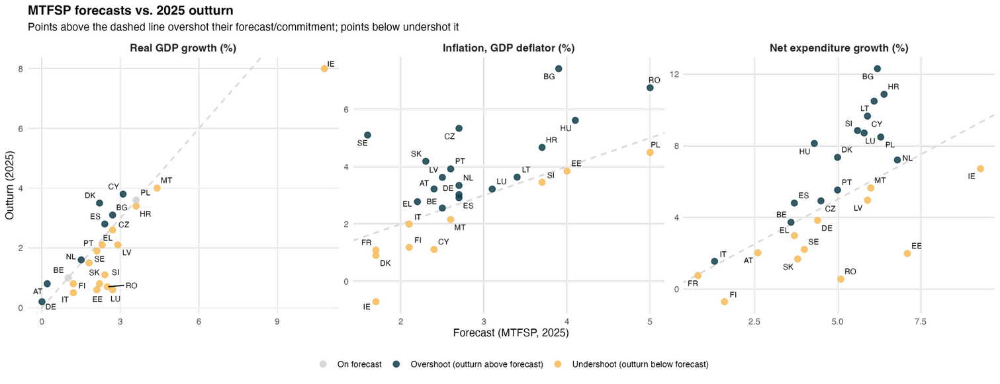 MTFSP forecasts vs. 2025 outturn
Points above the dashed line overshot their forecast/commitment; points below undershot it
Real GDP growth (%)
Inflation, GDP deflator (%)
Net expenditure growth (%)
Outturn (2025)
8
6
4
2
0
0
3
6
9
IE
MT
CY
PL
DK
BG
HR
ES
CZ
EL
PT
LV
NL
SE
BE
SK
SI
AT
FI
RO
IT
EE
LU
DE
6
4
2
0
2
3
4
5
BG
RO
HU
SE
CZ
HR
PL
SK
PT
EE
LV
LT
SI
NL
AT
DE
LU
EL
BE
ES
IT
MT
FR
FI
CY
DK
IE
12
8
4
0
2.5
5.0
7.5
BG
HR
LT
SI
CY
LU
PL
HU
DK
NL
IE
MT
PT
ES
LV
CZ
BE
DE
EL
SE
EE
IT
AT
SK
RO
FR
FI
Forecast (MTFSP, 2025)
On forecast
Overshoot (outturn above forecast)
Undershoot (outturn below forecast)